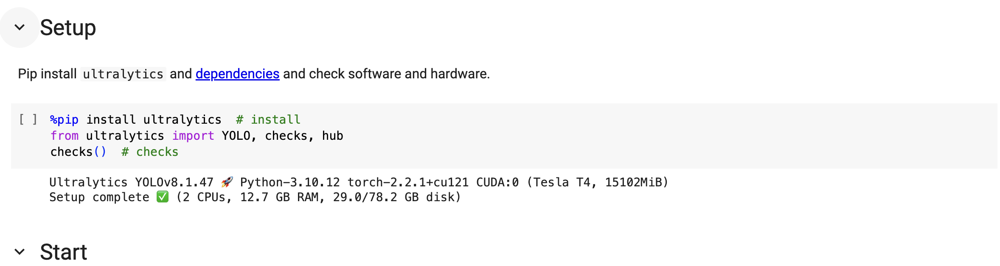 Setup
Pip install ultralytics and dependencies and check software and hardware.
[ ] %pip install ultralytics  # install
from ultralytics import YOLO, checks, hub
checks()  # checks
Ultralytics YOLOv8.1.47 🚀 Python-3.10.12 torch-2.2.1+cu121 CUDA:0 (Tesla T4, 15102MiB)
Setup complete ✅ (2 CPUs, 12.7 GB RAM, 29.0/78.2 GB disk)
Start